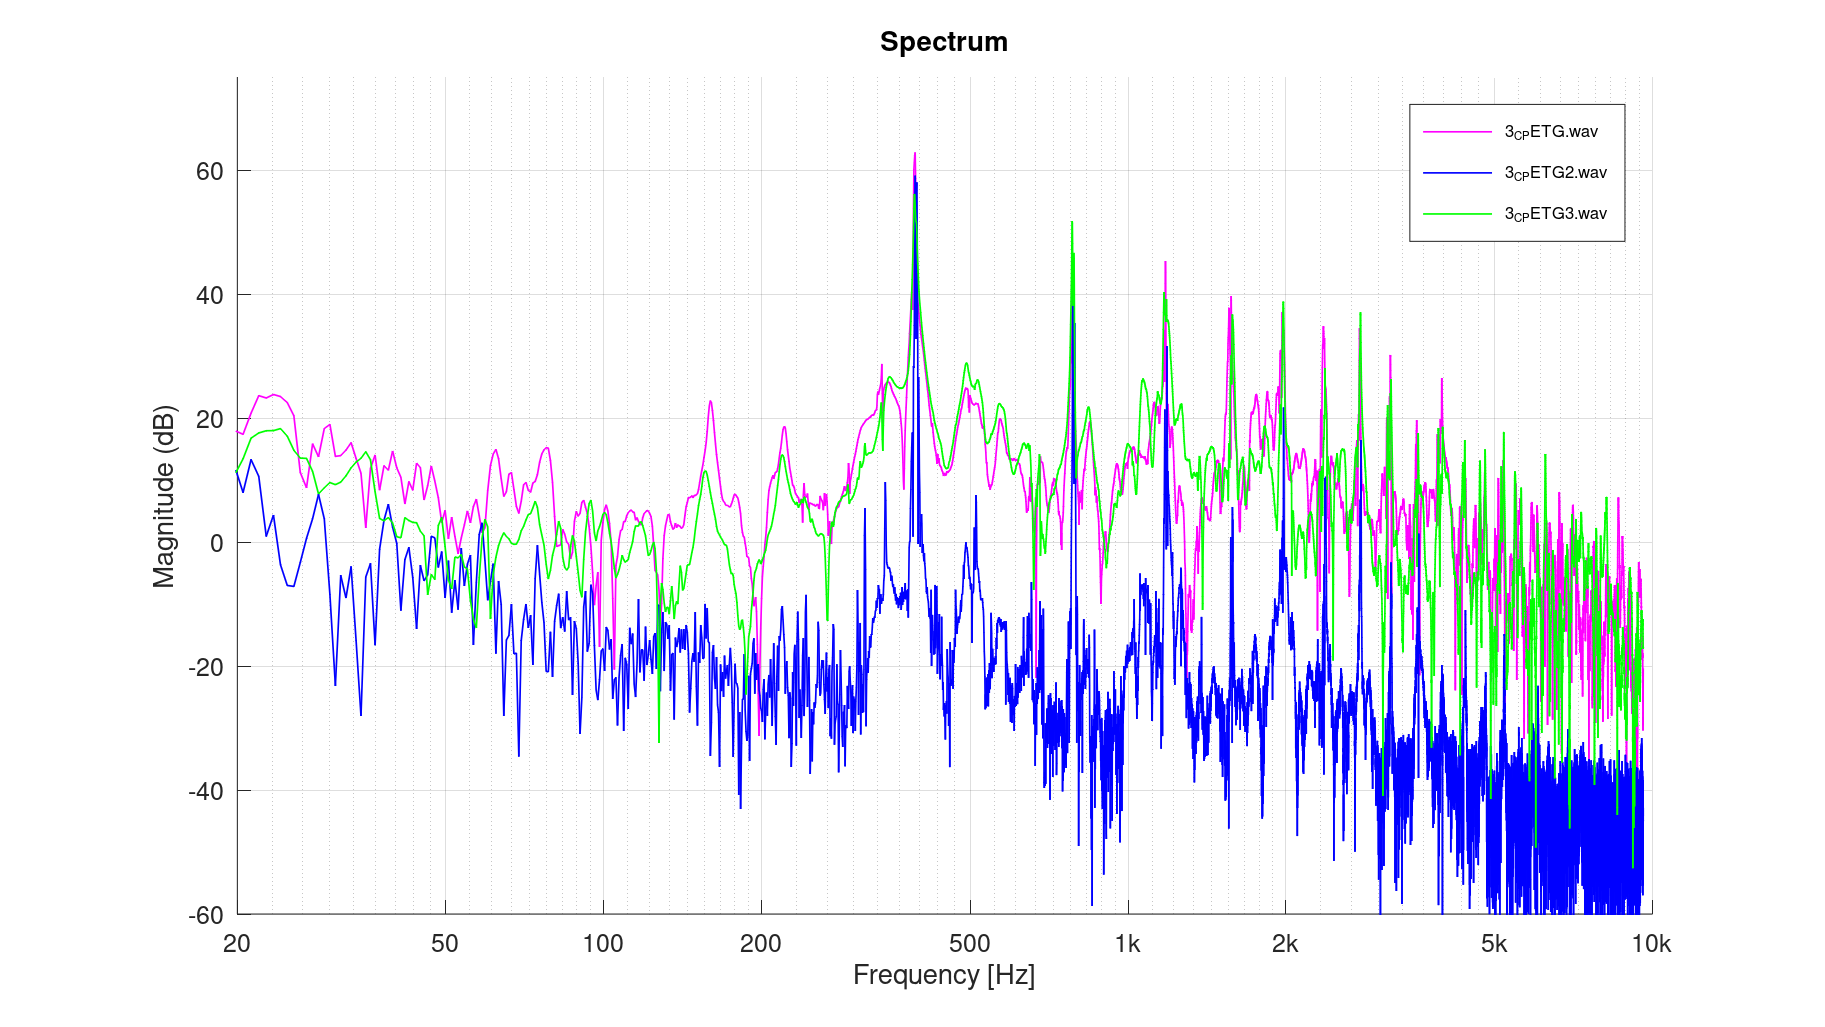 Spectrum
3CPETG.wav
3CPETG2.wav
3CPETG3.wav
Magnitude (dB)
60
40
20
0
-20
-40
-60
20 50 100 200 500 1k 2k 5k 10k
Frequency [Hz]